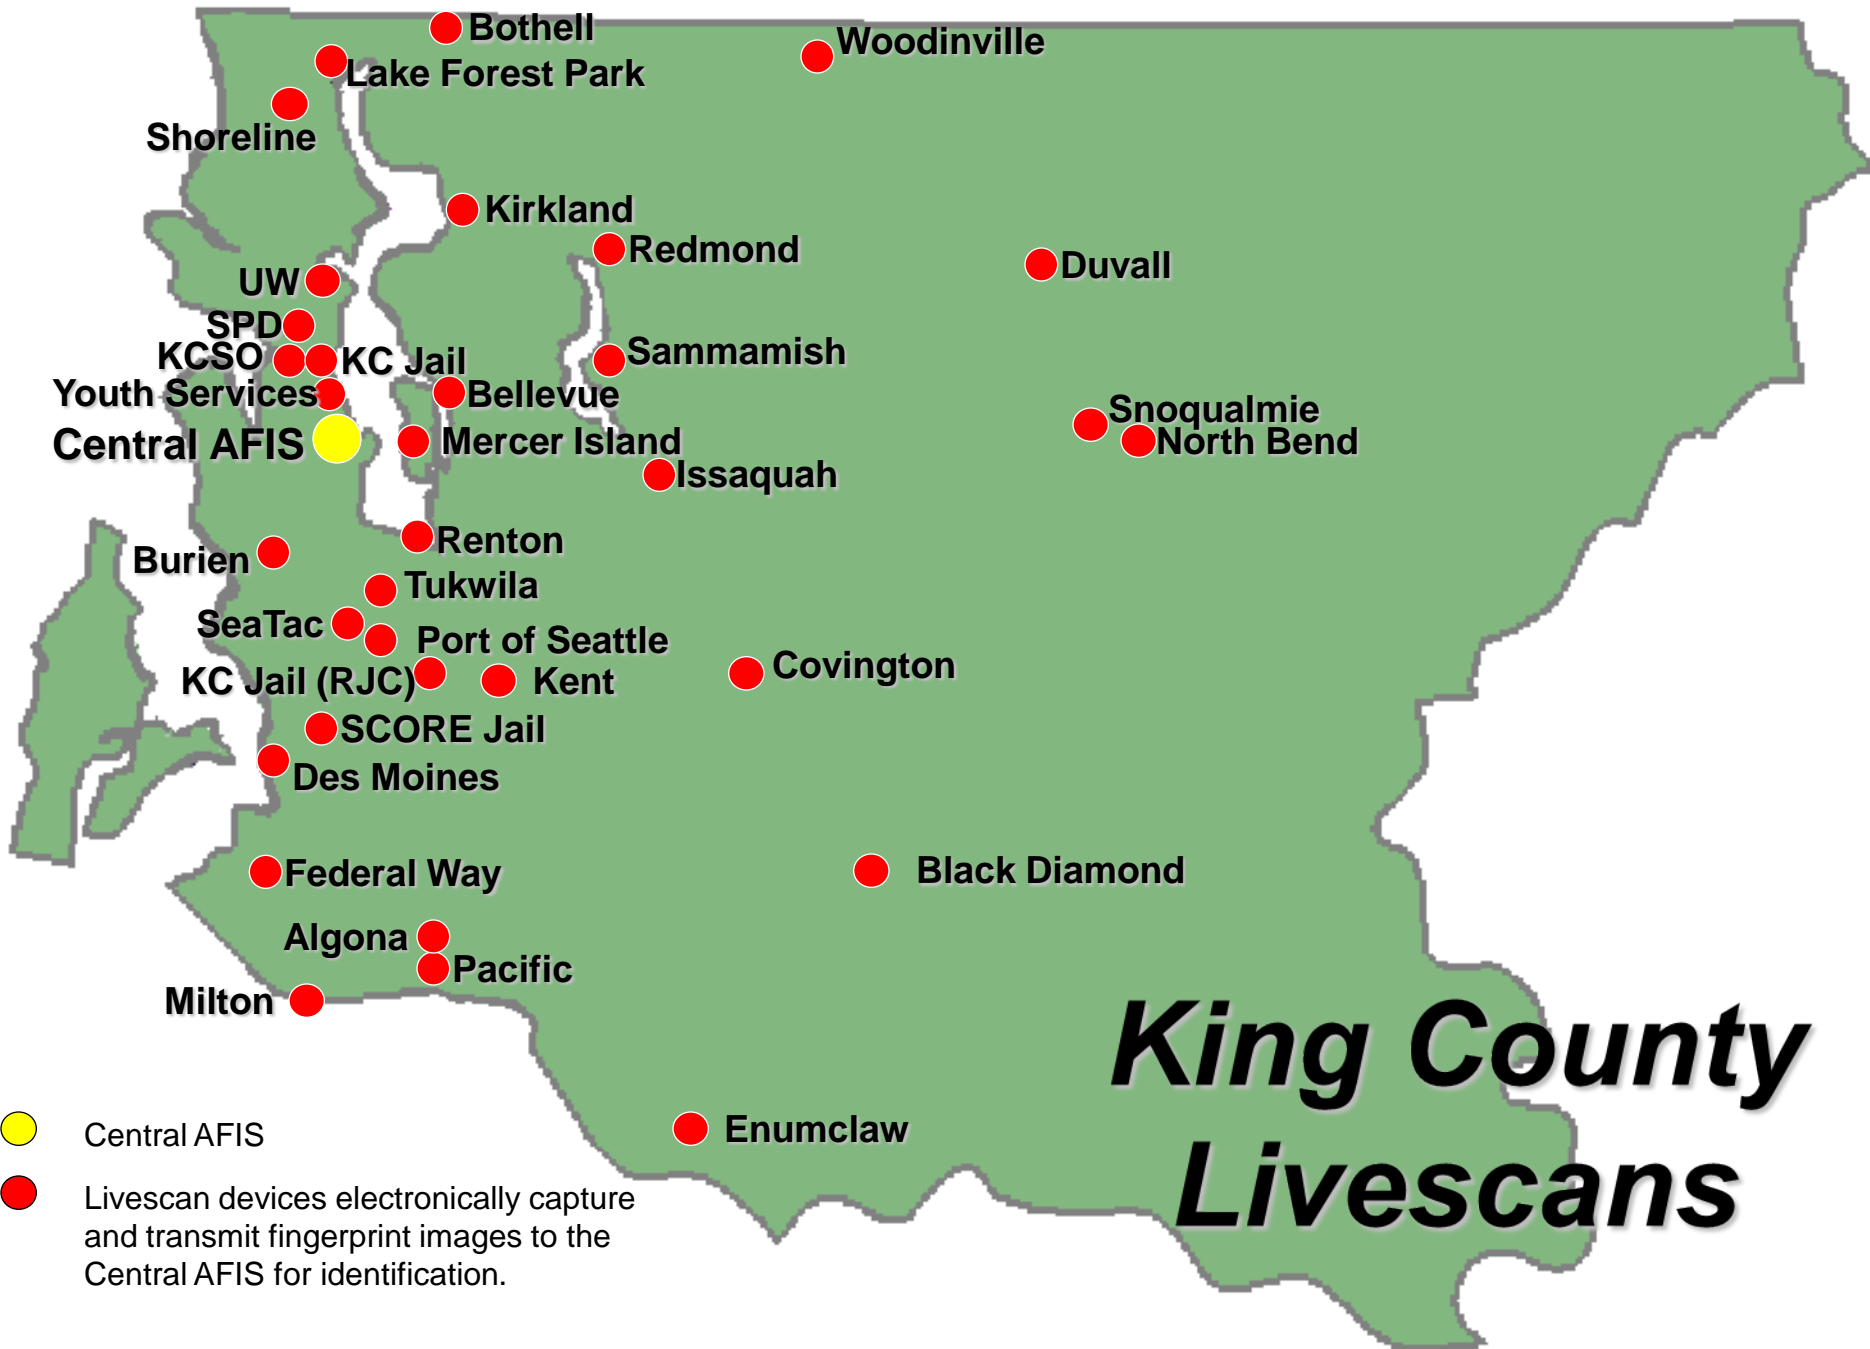 Bothell
Woodinville
Lake Forest Park
Shoreline
Kirkland
Redmond
Duvall
UW
SPD
KCSO
KC Jail
Sammamish
Youth Services
Bellevue
Snoqualmie
Central AFIS
Mercer Island
North Bend
Issaquah
Renton
Burien
Tukwila
SeaTac
Port of Seattle
Covington
KC Jail (RJC)
Kent
SCORE Jail
Des Moines
Federal Way
Black Diamond
Algona
Pacific
Milton
King County
Livescans
Enumclaw
Central AFIS
Livescan devices electronically capture
and transmit fingerprint images to the
Central AFIS for identification.